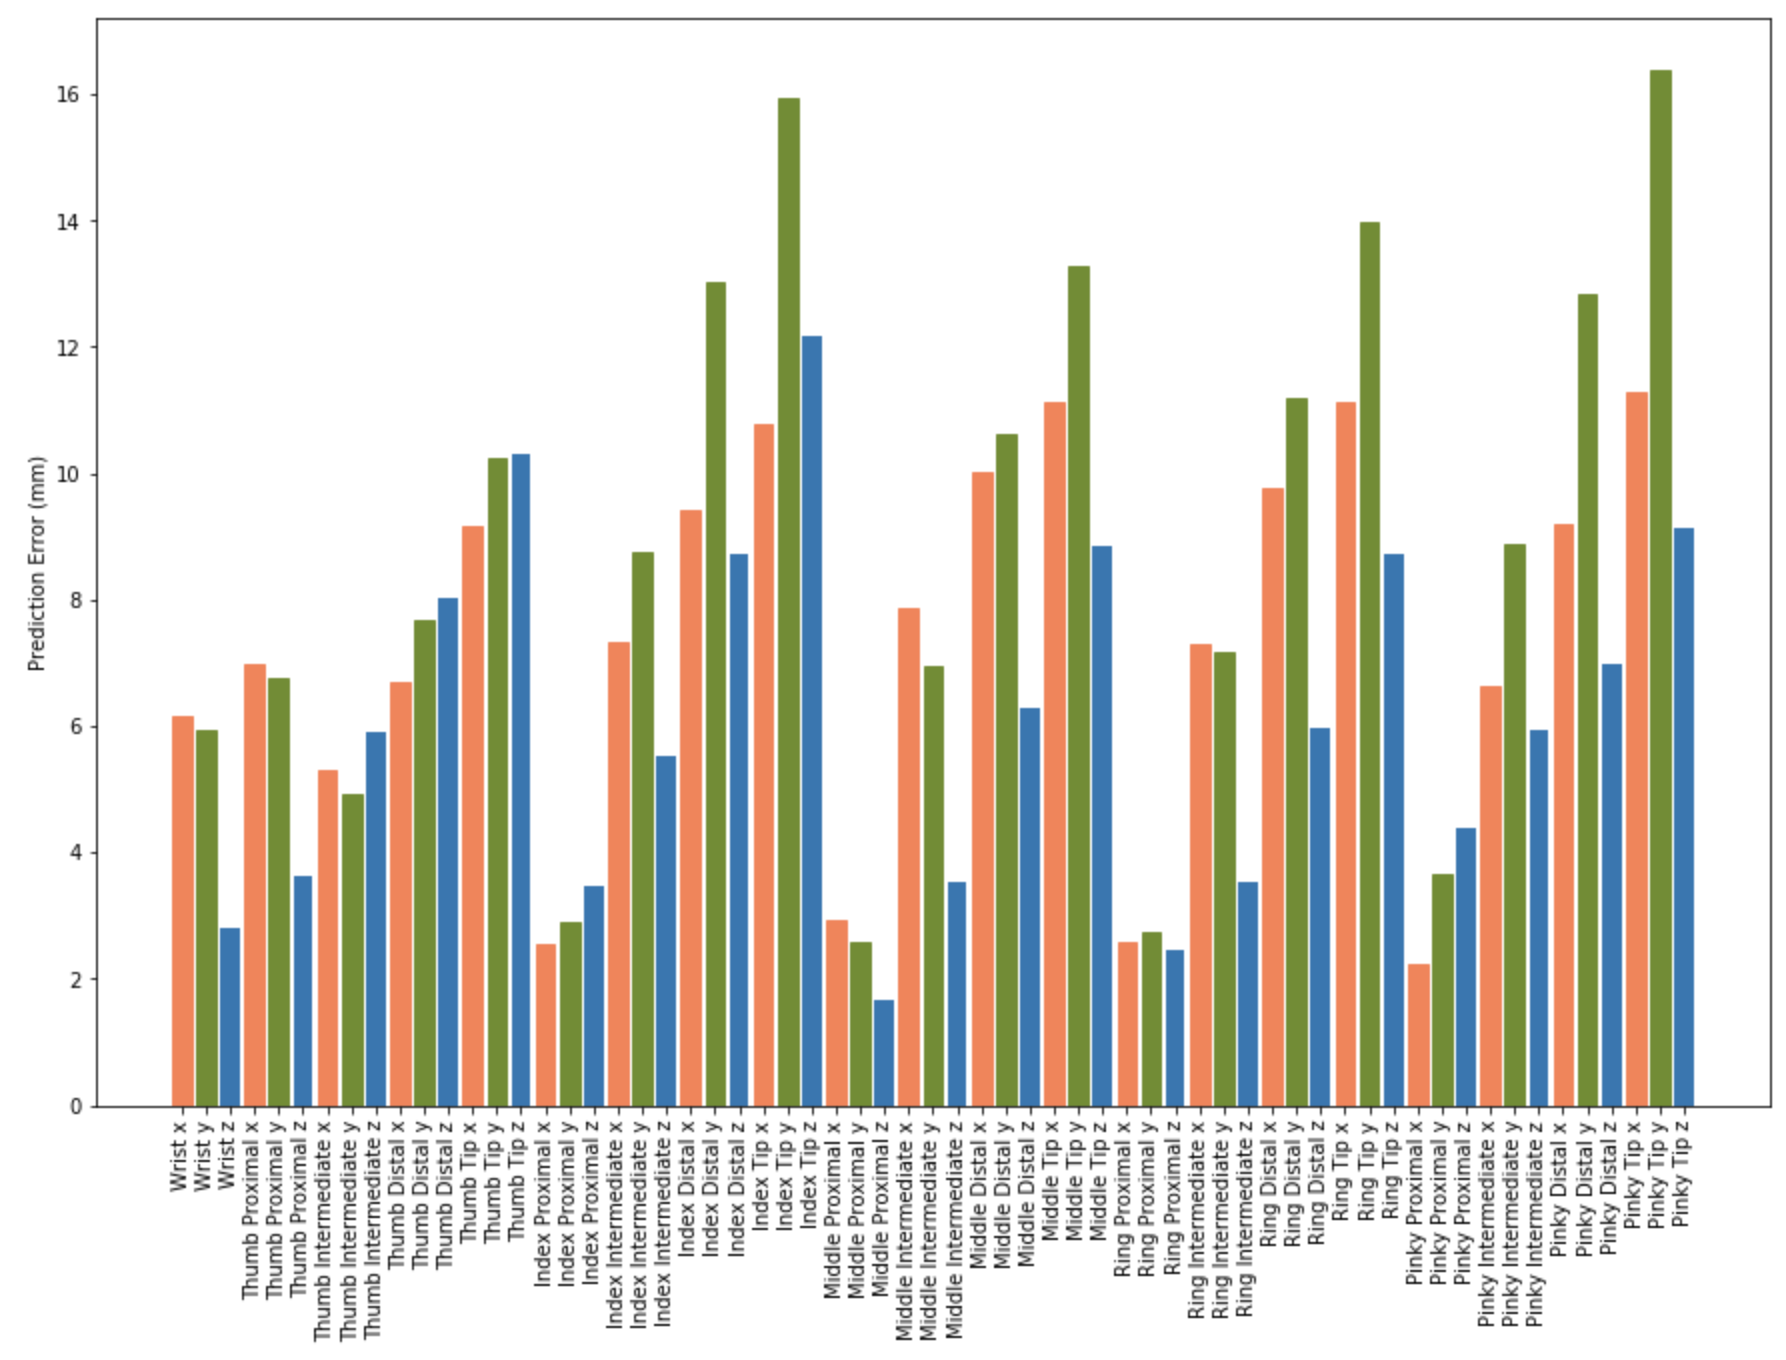 16
14
12
10
8
6
4
2
0
Prediction Error (mm)
Wrist x
Wrist y
Wrist z
Thumb Proximal x
Thumb Proximal y
Thumb Proximal z
Thumb Intermediate x
Thumb Intermediate y
Thumb Intermediate z
Thumb Distal x
Thumb Distal y
Thumb Distal z
Thumb Tip x
Thumb Tip y
Thumb Tip z
Index Proximal x
Index Proximal y
Index Proximal z
Index Intermediate x
Index Intermediate y
Index Intermediate z
Index Distal x
Index Distal y
Index Distal z
Index Tip x
Index Tip y
Index Tip z
Middle Proximal x
Middle Proximal y
Middle Proximal z
Middle Intermediate x
Middle Intermediate y
Middle Intermediate z
Middle Distal x
Middle Distal y
Middle Distal z
Middle Tip x
Middle Tip y
Middle Tip z
Ring Proximal x
Ring Proximal y
Ring Proximal z
Ring Intermediate x
Ring Intermediate y
Ring Intermediate z
Ring Distal x
Ring Distal y
Ring Distal z
Ring Tip x
Ring Tip y
Ring Tip z
Pinky Proximal x
Pinky Proximal y
Pinky Proximal z
Pinky Intermediate x
Pinky Intermediate y
Pinky Intermediate z
Pinky Distal x
Pinky Distal y
Pinky Distal z
Pinky Tip x
Pinky Tip y
Pinky Tip z